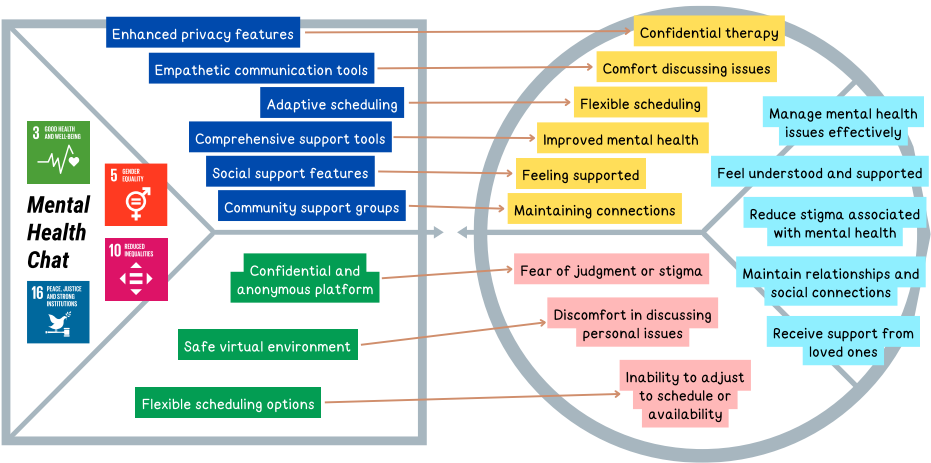 Enhanced privacy features
Empathetic communication tools
Adaptive scheduling
Comprehensive support tools
Social support features
Community support groups
3 GOOD HEALTH
AND WELL-BEING
5 GENDER
EQUALITY
Mental
Health
Chat
10 REDUCED
INEQUALITIES
16 PEACE, JUSTICE
AND STRONG
INSTITUTIONS
Confidential and
anonymous platform
Safe virtual environment
Flexible scheduling options
Confidential therapy
Comfort discussing issues
Flexible scheduling
Improved mental health
Feeling supported
Maintaining connections
Fear of judgment or stigma
Discomfort in discussing
personal issues
Inability to adjust
to schedule or
availability
Manage mental health
issues effectively
Feel understood and supported
Reduce stigma associated
with mental health
Maintain relationships and
social connections
Receive support from
loved ones